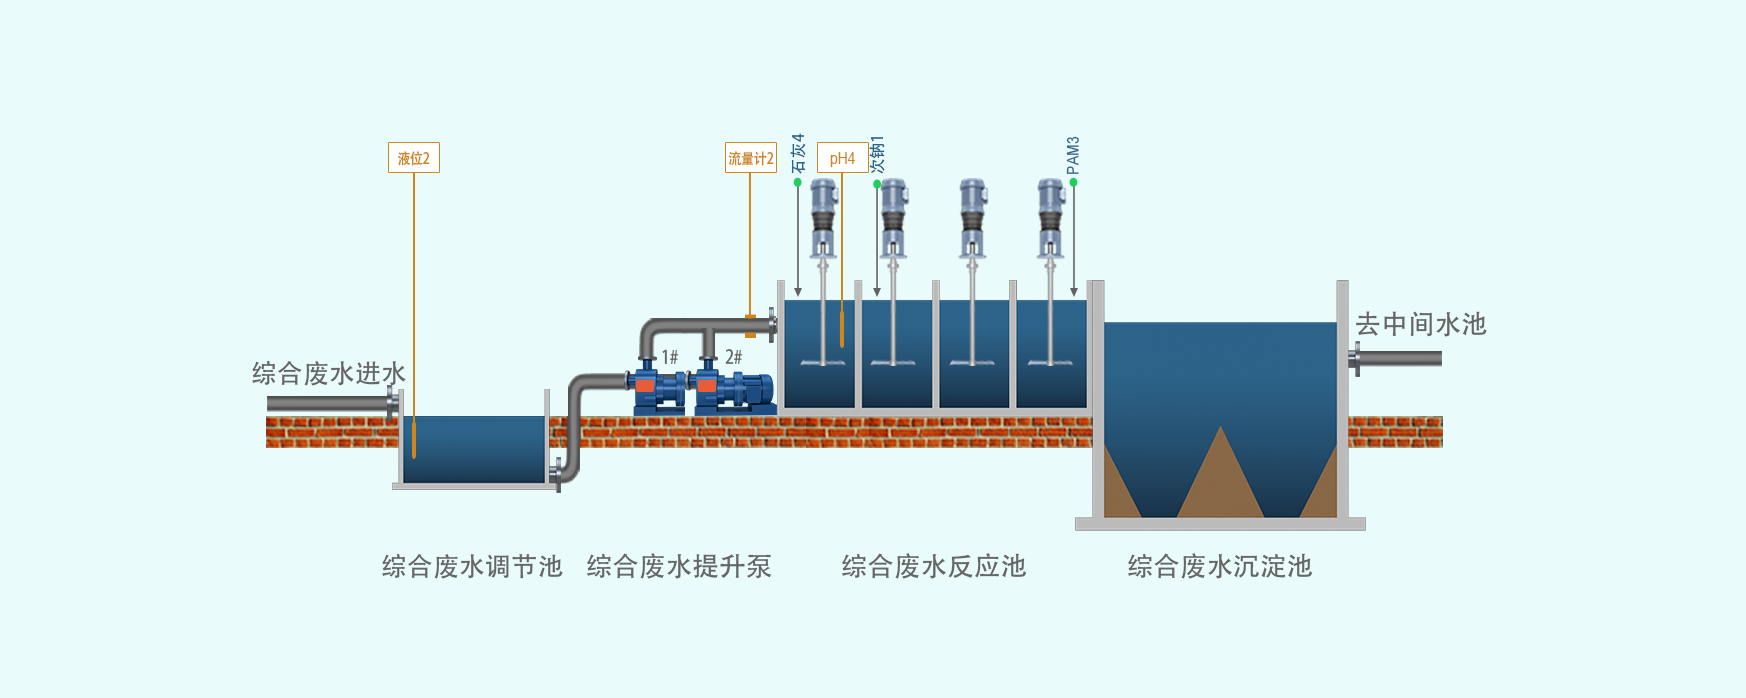 液位2
流量计2
石灰4
pH4
次钠1
PAM3
去中间水池
1#
2#
综合废水进水
综合废水调节池
综合废水提升泵
综合废水反应池
综合废水沉淀池